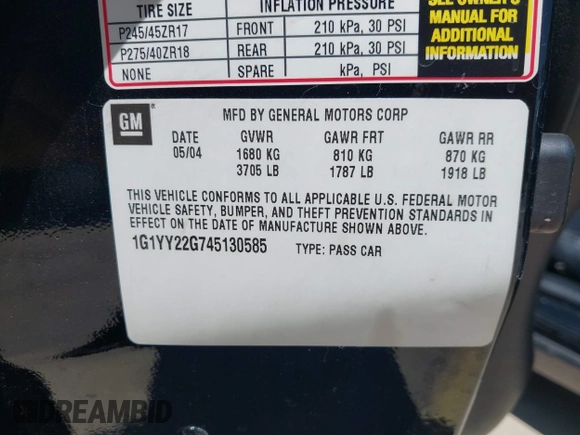 TIRE SIZE INFLATION PRESSURE
P245/45ZR17 FRONT 210 kPa, 30 PSI
P275/40ZR18 REAR 210 kPa, 30 PSI
NONE SPARE kPa, PSI
SEE OWNER'S
MANUAL FOR
ADDITIONAL
INFORMATION
GM
MFD BY GENERAL MOTORS CORP
DATE GVWR GAWR FRT GAWR RR
05/04 1680 KG 810 KG 870 KG
3705 LB 1787 LB 1918 LB
THIS VEHICLE CONFORMS TO ALL APPLICABLE U.S. FEDERAL MOTOR
VEHICLE SAFETY, BUMPER, AND THEFT PREVENTION STANDARDS IN
EFFECT ON THE DATE OF MANUFACTURE SHOWN ABOVE.
1G1YY22G745130585 TYPE: PASS CAR
DREAMBID